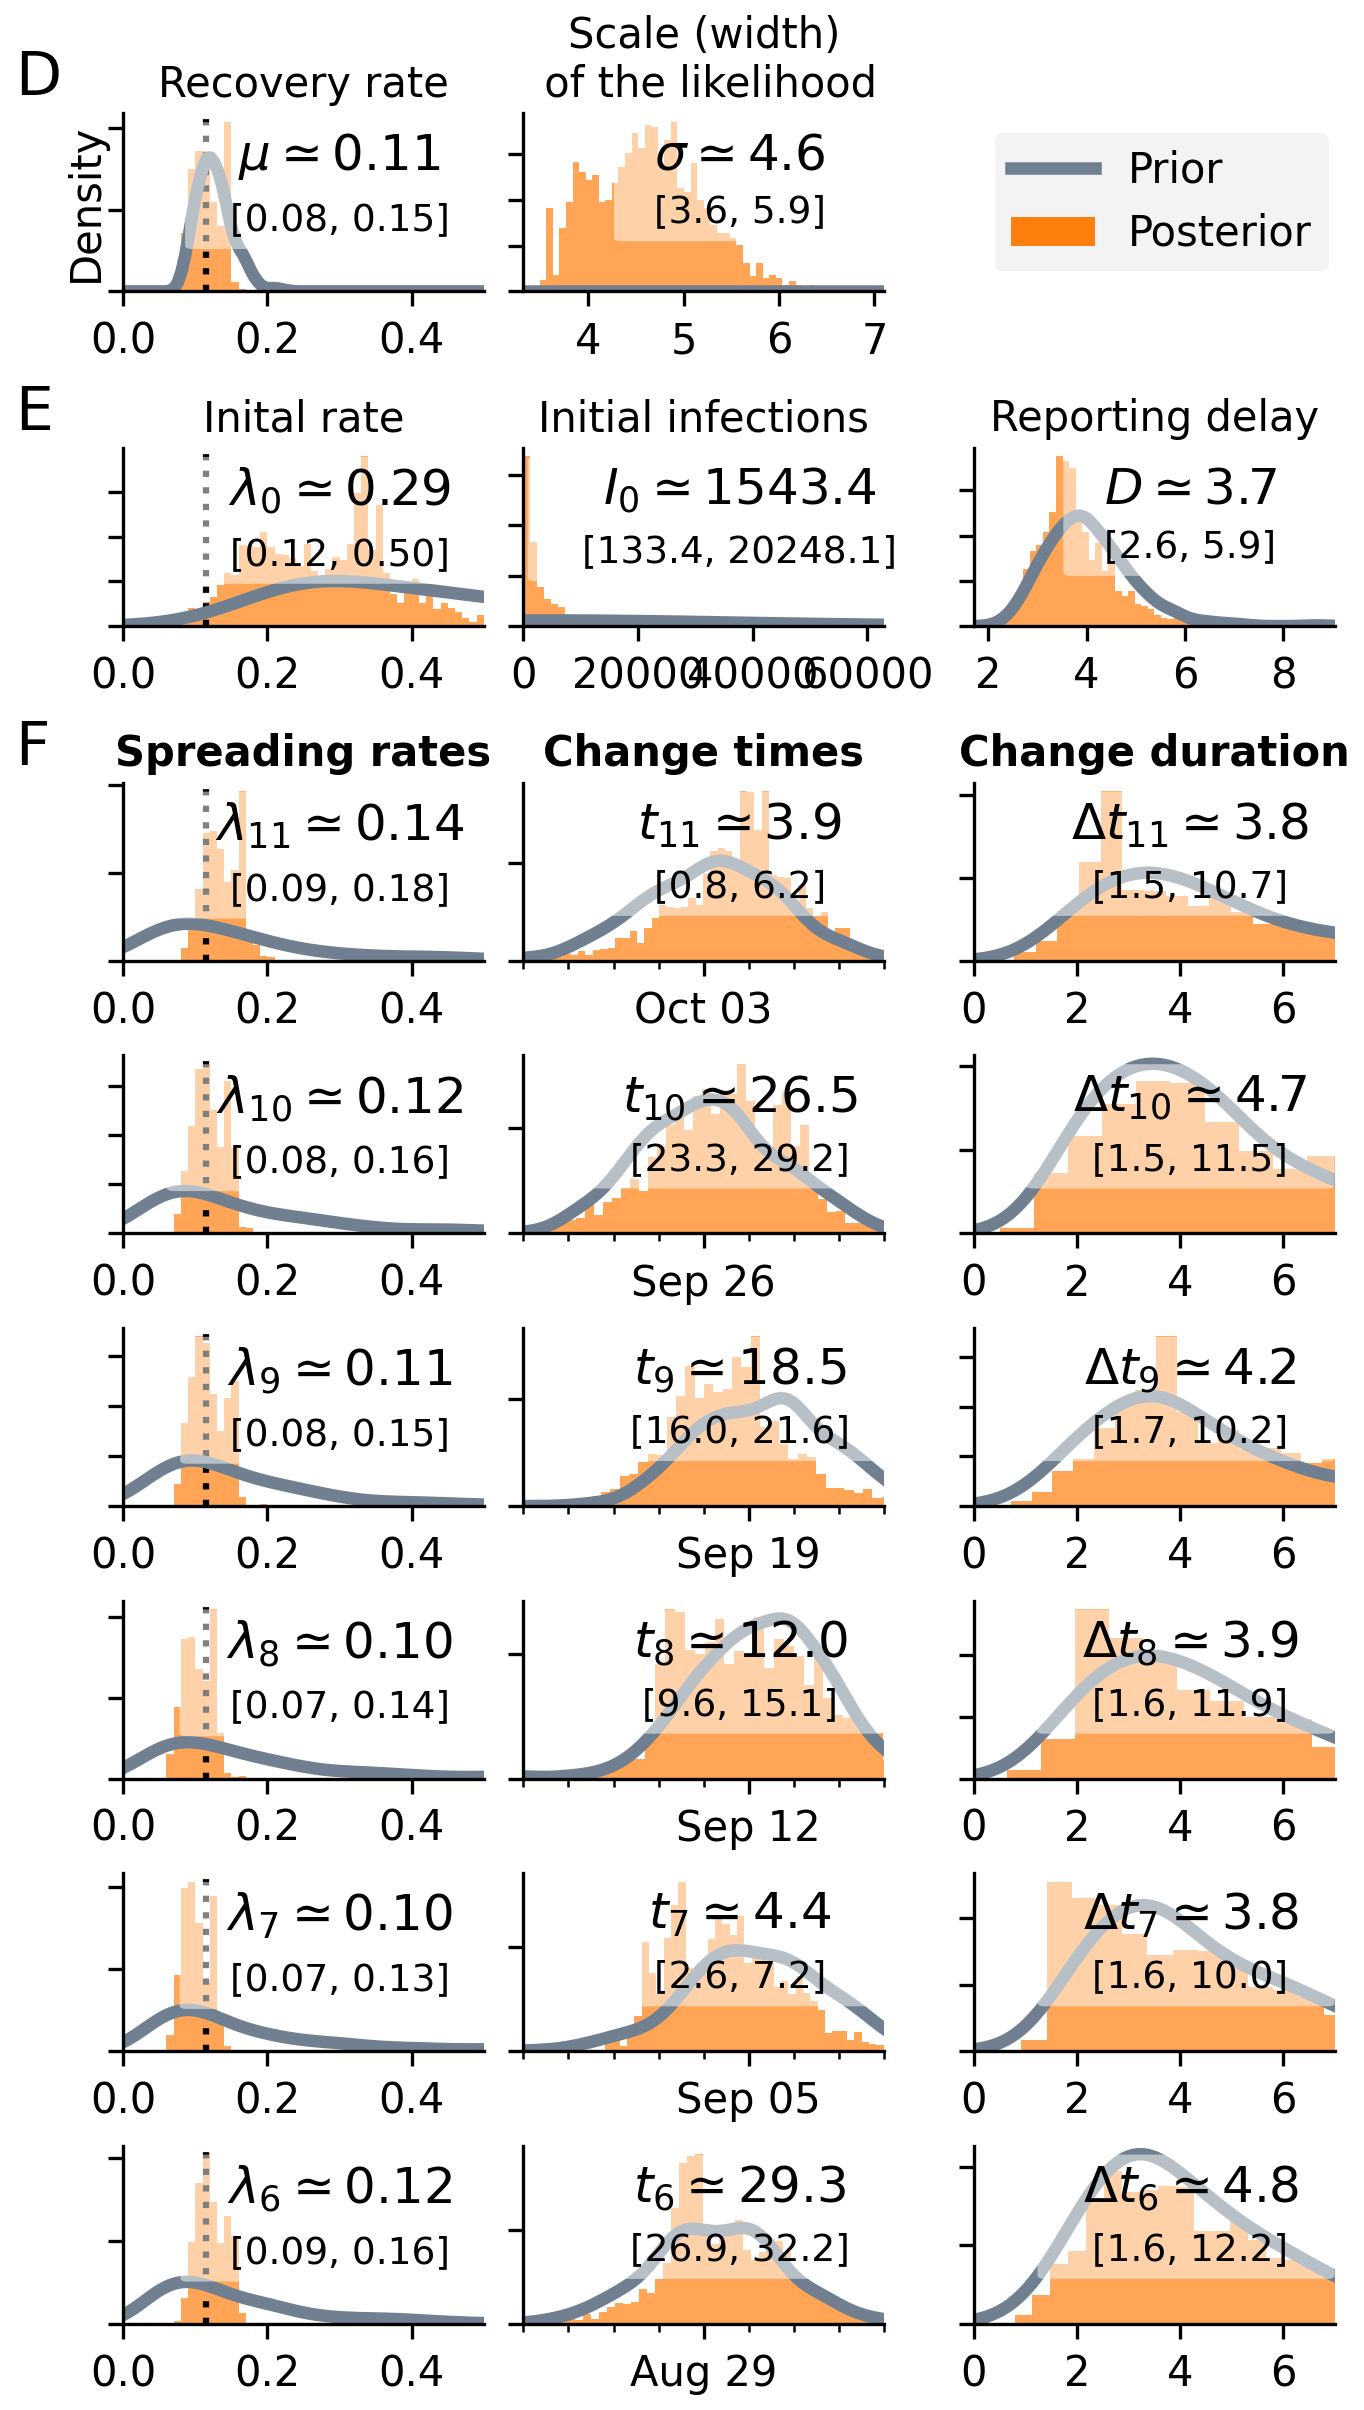 D
Recovery rate
Scale (width)
of the likelihood
Density
μ ≃ 0.11
[0.08, 0.15]
0.0 0.2 0.4
σ ≃ 4.6
[3.6, 5.9]
4 5 6 7
Prior
Posterior
E
Inital rate
Initial infections
Reporting delay
λ0 ≃ 0.29
[0.12, 0.50]
0.0 0.2 0.4
I0 ≃ 1543.4
[133.4, 20248.1]
0 20000 40000 60000
D ≃ 3.7
[2.6, 5.9]
2 4 6 8
F
Spreading rates
Change times
Change duration
λ11 ≃ 0.14
[0.09, 0.18]
0.0 0.2 0.4
t11 ≃ 3.9
[0.8, 6.2]
Oct 03
Δt11 ≃ 3.8
[1.5, 10.7]
0 2 4 6
λ10 ≃ 0.12
[0.08, 0.16]
0.0 0.2 0.4
t10 ≃ 26.5
[23.3, 29.2]
Sep 26
Δt10 ≃ 4.7
[1.5, 11.5]
0 2 4 6
λ9 ≃ 0.11
[0.08, 0.15]
0.0 0.2 0.4
t9 ≃ 18.5
[16.0, 21.6]
Sep 19
Δt9 ≃ 4.2
[1.7, 10.2]
0 2 4 6
λ8 ≃ 0.10
[0.07, 0.14]
0.0 0.2 0.4
t8 ≃ 12.0
[9.6, 15.1]
Sep 12
Δt8 ≃ 3.9
[1.6, 11.9]
0 2 4 6
λ7 ≃ 0.10
[0.07, 0.13]
0.0 0.2 0.4
t7 ≃ 4.4
[2.6, 7.2]
Sep 05
Δt7 ≃ 3.8
[1.6, 10.0]
0 2 4 6
λ6 ≃ 0.12
[0.09, 0.16]
0.0 0.2 0.4
t6 ≃ 29.3
[26.9, 32.2]
Aug 29
Δt6 ≃ 4.8
[1.6, 12.2]
0 2 4 6